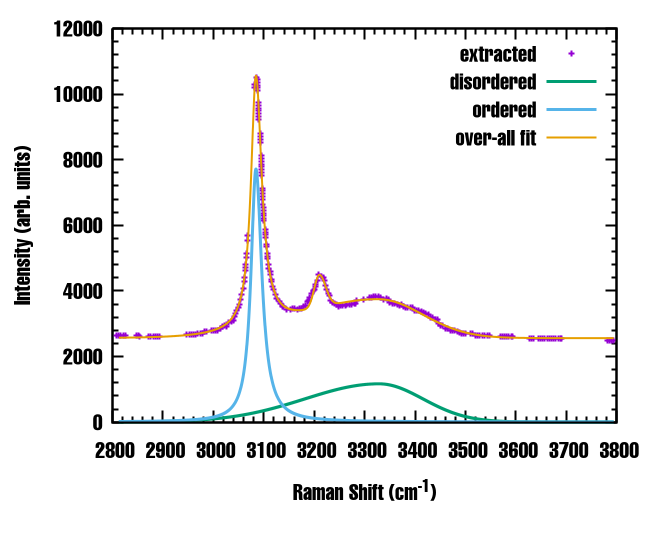 12000
10000
8000
6000
4000
2000
0
Intensity (arb. units)
extracted
disordered
ordered
over-all fit
2800 2900 3000 3100 3200 3300 3400 3500 3600 3700 3800
Raman Shift (cm-1)